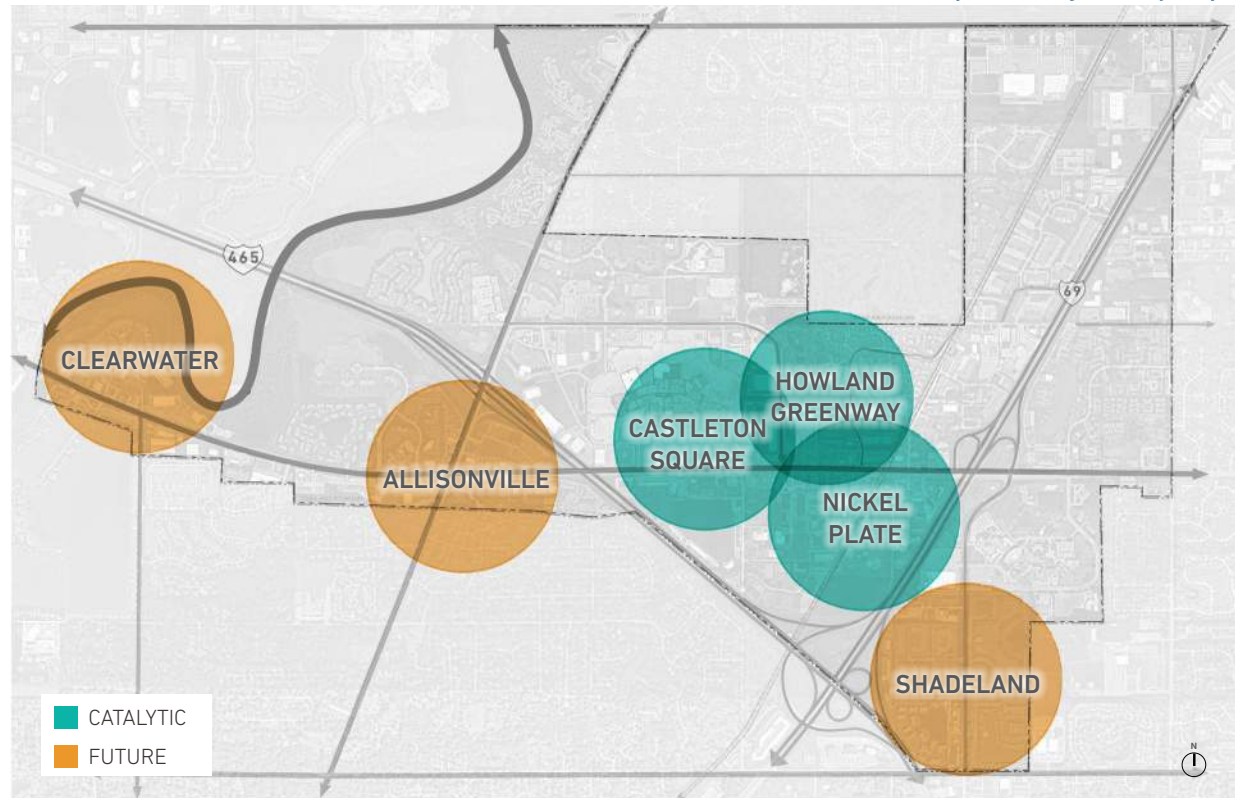 465
69
CLEARWATER
HOWLAND
GREENWAY
CASTLETON
SQUARE
ALLISONVILLE
NICKEL
PLATE
SHADELAND
CATALYTIC
FUTURE
N